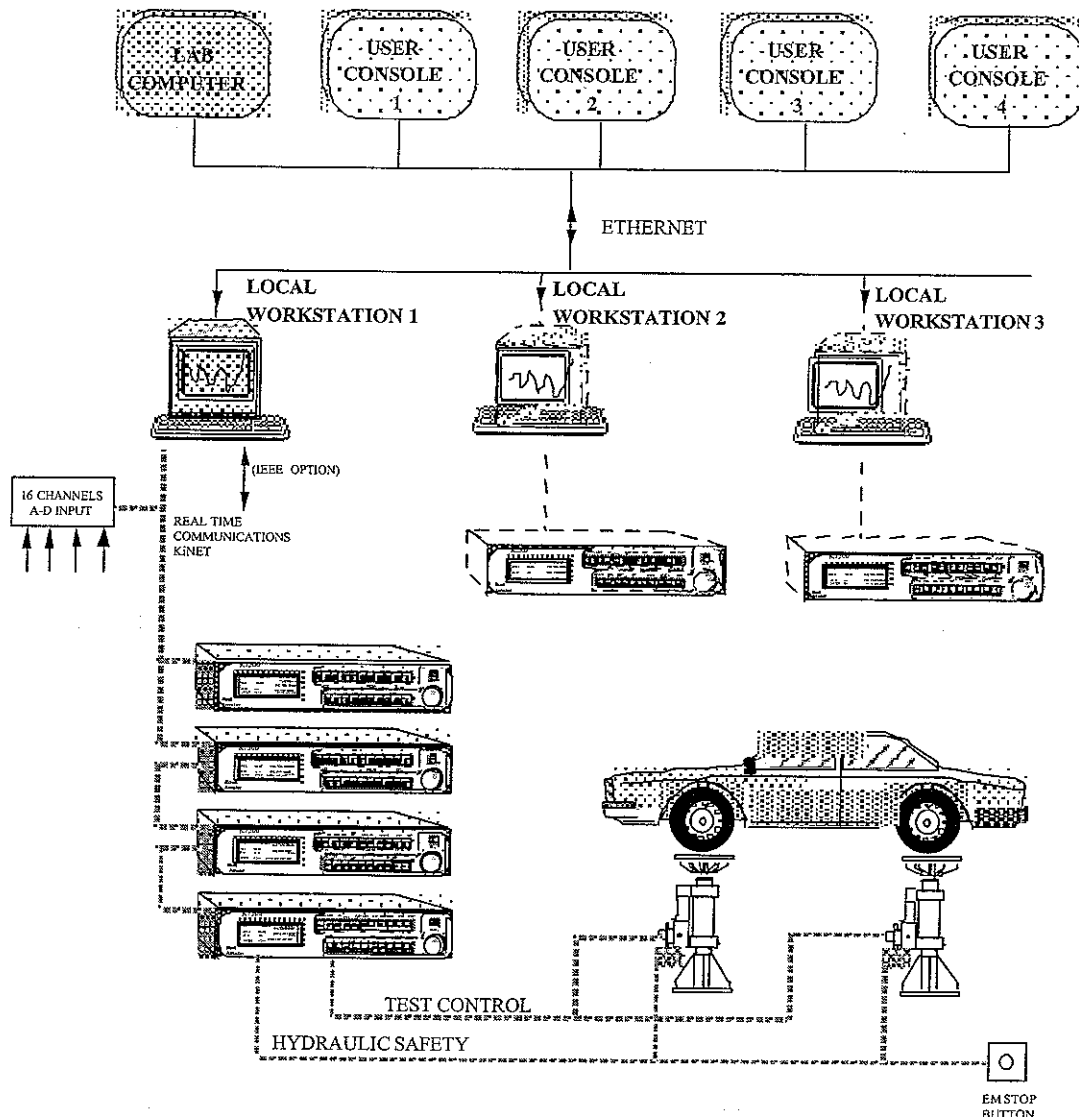 LAB
COMPUTER
USER
CONSOLE
1
USER
CONSOLE
2
USER
CONSOLE
3
USER
CONSOLE
4
ETHERNET
LOCAL
WORKSTATION 1
LOCAL
WORKSTATION 2
LOCAL
WORKSTATION 3
(IEEE OPTION)
16 CHANNELS
A-D INPUT
REAL TIME
COMMUNICATIONS
KiNET
TEST CONTROL
HYDRAULIC SAFETY
EM STOP
BUTTON